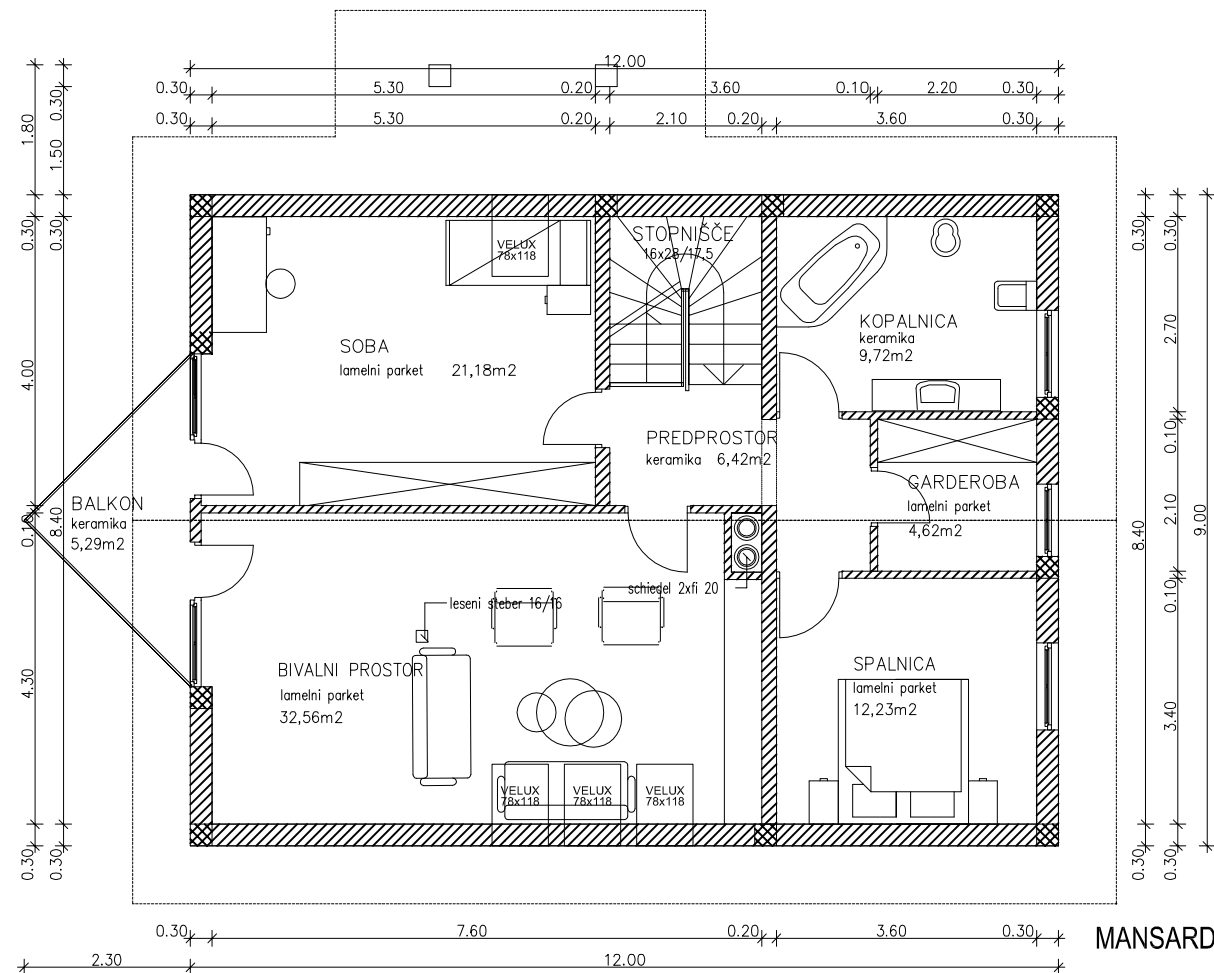 12.00
0.30 5.30 0.20 3.60 0.10 2.20 0.30
0.30 5.30 0.20 2.10 0.20 3.60 0.30
1.80
0.30
4.00
0.10
4.30
0.30
0.30
1.50
0.30
8.40
0.30
VELUX
78x118
STOPNIŠČE
16x28/17,5
SOBA
lamelni parket 21,18m2
KOPALNICA
keramika
9,72m2
PREDPROSTOR
keramika 6,42m2
GARDEROBA
lamelni parket
4,62m2
BALKON
keramika
5,29m2
schiedel 2xfi 20
leseni steber 16/16
BIVALNI PROSTOR
lamelni parket
32,56m2
SPALNICA
lamelni parket
12,23m2
VELUX
78x118
VELUX
78x118
VELUX
78x118
0.30
8.40
0.30
0.30
2.70
0.10
2.10
0.10
3.40
0.30
9.00
0.30 7.60 0.20 3.60 0.30
2.30 12.00
MANSARD